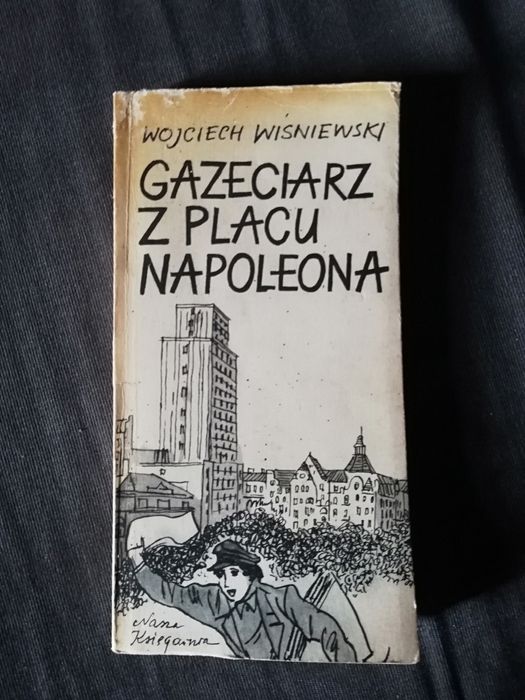 WOJCIECH WIŚNIEWSKI
GAZECIARZ
Z PLACU
NAPOLEONA
Nasza
Księgarnia